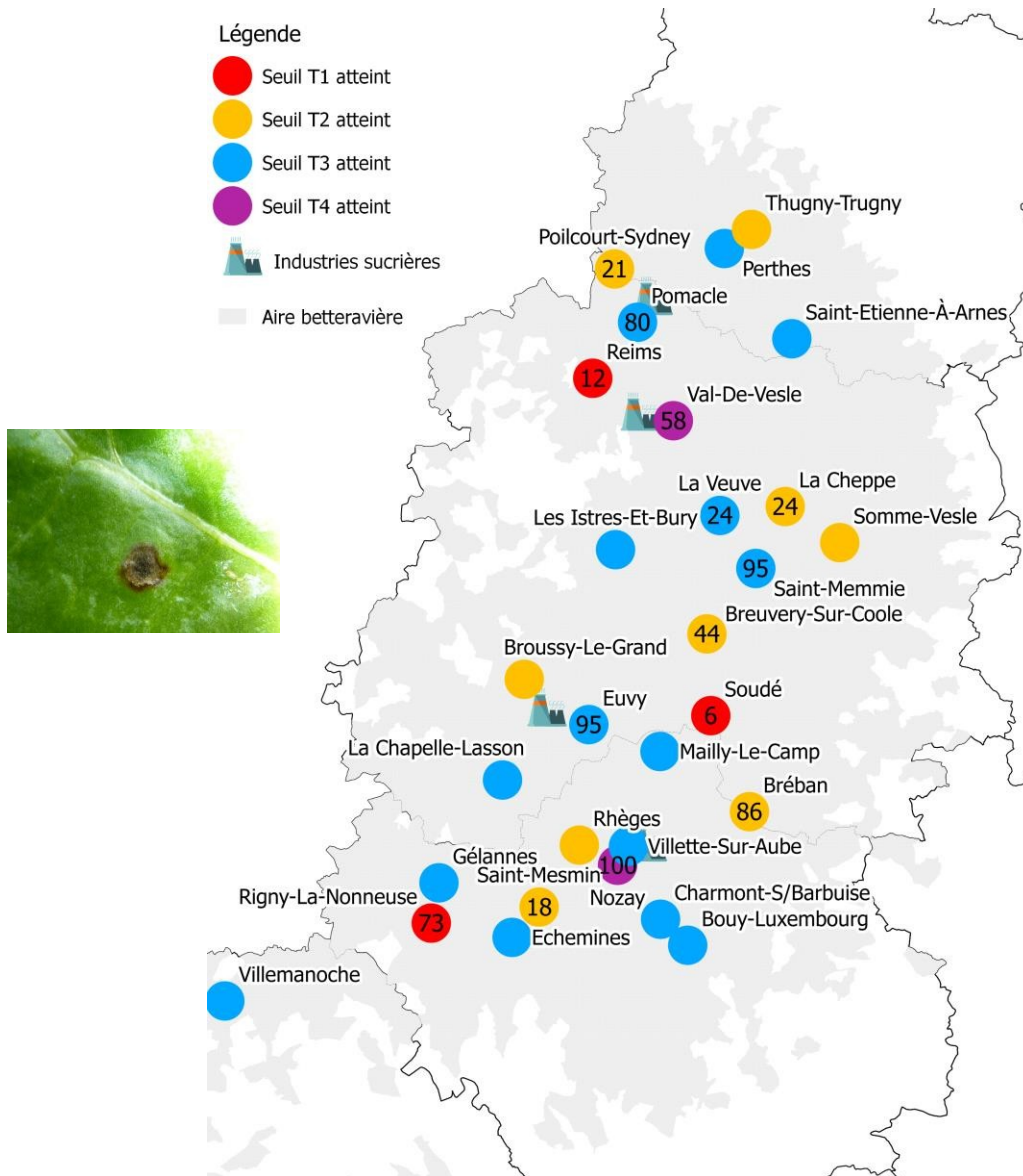 Légende
Seuil T1 atteint
Seuil T2 atteint
Seuil T3 atteint
Seuil T4 atteint
Industries sucrières
Aire betteravière
Thugny-Trugny
Poilcourt-Sydney
21
Perthes
Pomacle
80
Saint-Etienne-À-Arnes
Reims
12
Val-De-Vesle
58
La Veuve
24
La Cheppe
24
Les Istres-Et-Bury
Somme-Vesle
95
Saint-Memmie
Breuvery-Sur-Coole
44
Broussy-Le-Grand
Euvy
95
Soudé
6
La Chapelle-Lasson
Mailly-Le-Camp
Bréban
86
Rhèges
Villette-Sur-Aube
Gélannes
Saint-Mesmin
100
Nozay
Rigny-La-Nonneuse
73
18
Charmont-S/Barbuise
Bouy-Luxembourg
Echemines
Villemanoche